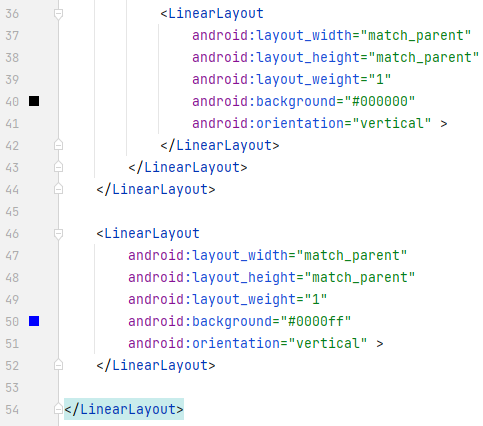 36 <LinearLayout
37 android:layout_width="match_parent"
38 android:layout_height="match_parent"
39 android:layout_weight="1"
40 android:background="#000000"
41 android:orientation="vertical" >
42 </LinearLayout>
43 </LinearLayout>
44 </LinearLayout>
45
46 <LinearLayout
47 android:layout_width="match_parent"
48 android:layout_height="match_parent"
49 android:layout_weight="1"
50 android:background="#0000ff"
51 android:orientation="vertical" >
52 </LinearLayout>
53
54 </LinearLayout>